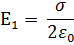 E₁ = σ / 2ε₀